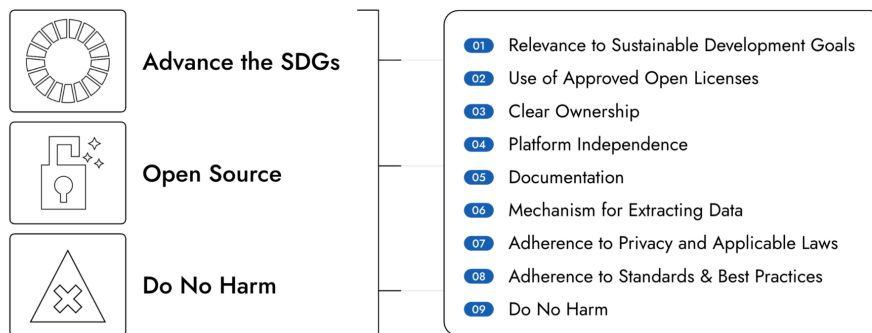 Advance the SDGs
Open Source
Do No Harm
01 Relevance to Sustainable Development Goals
02 Use of Approved Open Licenses
03 Clear Ownership
04 Platform Independence
05 Documentation
06 Mechanism for Extracting Data
07 Adherence to Privacy and Applicable Laws
08 Adherence to Standards & Best Practices
09 Do No Harm